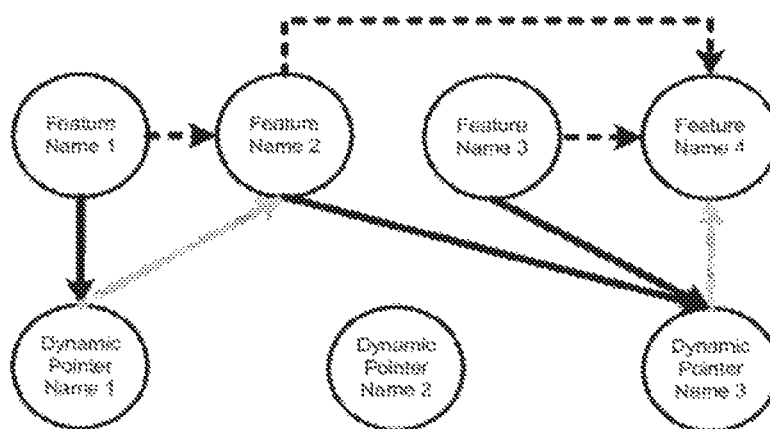 Feature
Name 1
Feature
Name 2
Feature
Name 3
Feature
Name 4
Dynamic
Pointer
Name 1
Dynamic
Pointer
Name 2
Dynamic
Pointer
Name 3